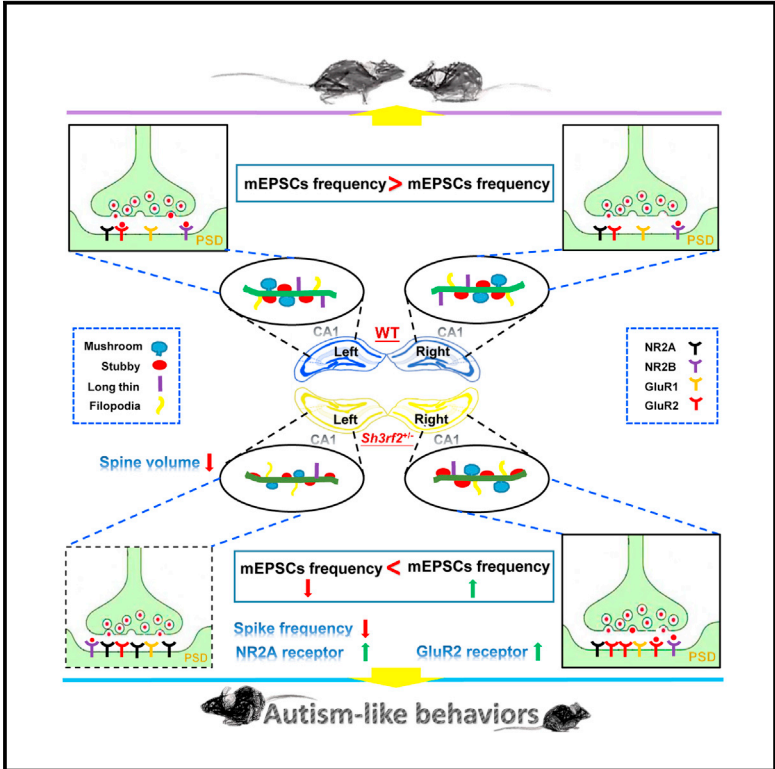 mEPSCs frequency > mEPSCs frequency
PSD
PSD
CA1 WT CA1
Left Right
Mushroom
Stubby
Long thin
Filopodia
NR2A
NR2B
GluR1
GluR2
Left Right
CA1 Sh3rf2+/- CA1
Spine volume
mEPSCs frequency < mEPSCs frequency
Spike frequency
NR2A receptor GluR2 receptor
PSD
PSD
Autism-like behaviors